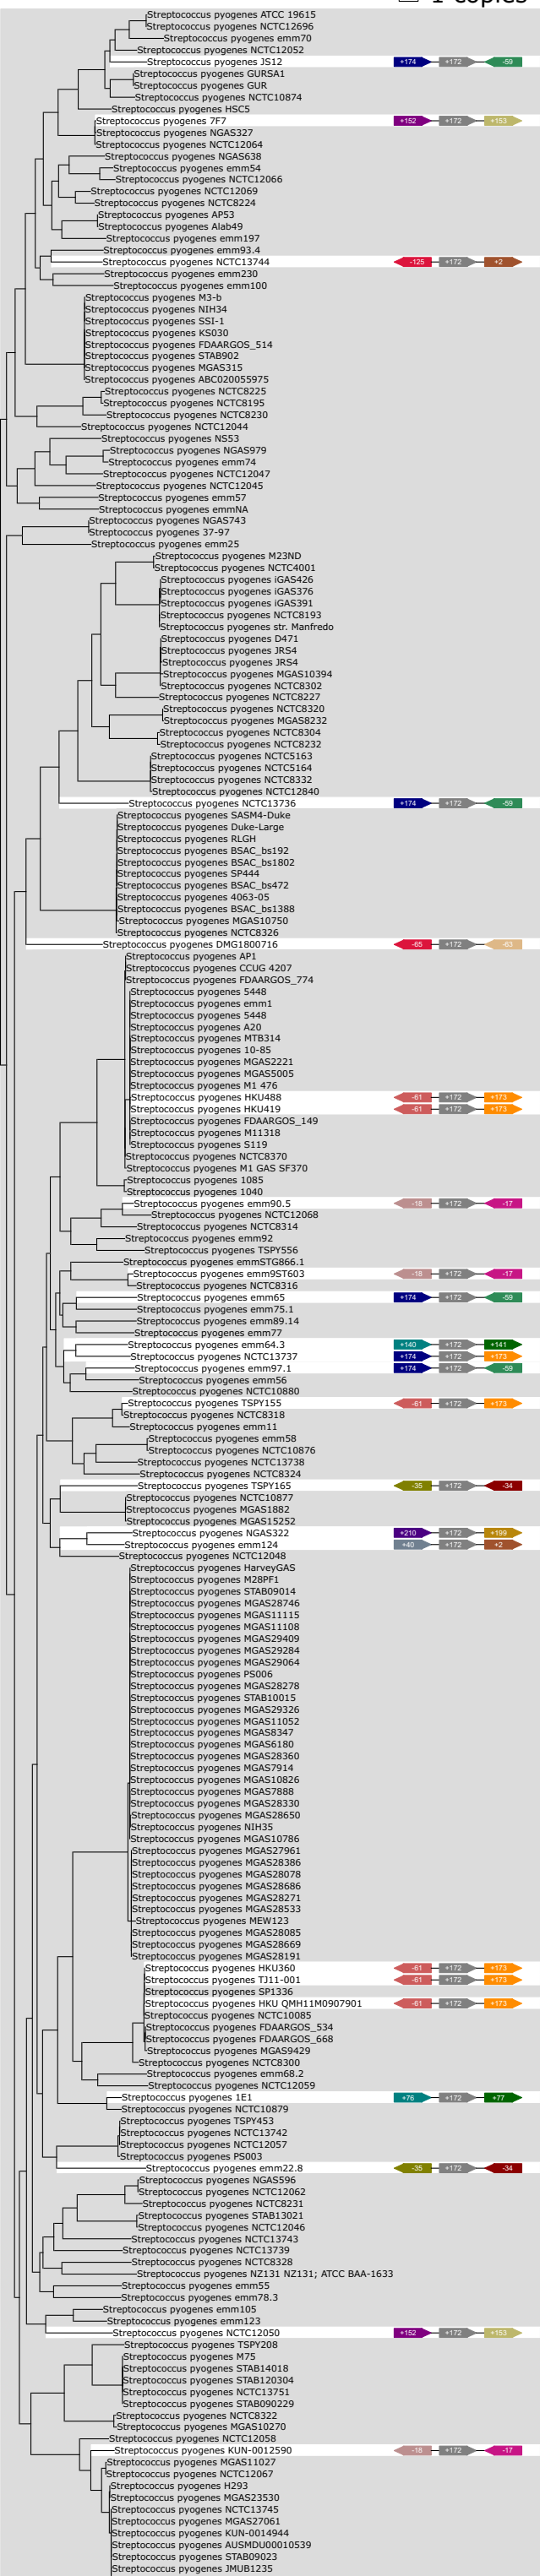 1 copies
Streptococcus pyogenes ATCC 19615
Streptococcus pyogenes NCTC12696
Streptococcus pyogenes emm70
Streptococcus pyogenes NCTC12052
Streptococcus pyogenes JS12 +174 +172 -59
Streptococcus pyogenes GURSA1
Streptococcus pyogenes GUR
Streptococcus pyogenes NCTC10874
Streptococcus pyogenes HSC5
Streptococcus pyogenes 7F7 +152 +172 +153
Streptococcus pyogenes NGAS327
Streptococcus pyogenes NCTC12064
Streptococcus pyogenes NGAS638
Streptococcus pyogenes emm54
Streptococcus pyogenes NCTC12066
Streptococcus pyogenes NCTC12069
Streptococcus pyogenes NCTC8224
Streptococcus pyogenes AP53
Streptococcus pyogenes Alab49
Streptococcus pyogenes emm197
Streptococcus pyogenes emm93.4
Streptococcus pyogenes NCTC13744 -125 +172 +2
Streptococcus pyogenes emm230
Streptococcus pyogenes emm100
Streptococcus pyogenes M3-b
Streptococcus pyogenes NIH34
Streptococcus pyogenes SSI-1
Streptococcus pyogenes KS030
Streptococcus pyogenes FDAARGOS_514
Streptococcus pyogenes STAB902
Streptococcus pyogenes MGAS315
Streptococcus pyogenes ABC020055975
Streptococcus pyogenes NCTC8225
Streptococcus pyogenes NCTC8195
Streptococcus pyogenes NCTC8230
Streptococcus pyogenes NCTC12044
Streptococcus pyogenes NS53
Streptococcus pyogenes NGAS979
Streptococcus pyogenes emm74
Streptococcus pyogenes NCTC12047
Streptococcus pyogenes NCTC12045
Streptococcus pyogenes emm57
Streptococcus pyogenes emmNA
Streptococcus pyogenes NGAS743
Streptococcus pyogenes 37-97
Streptococcus pyogenes emm25
Streptococcus pyogenes M23ND
Streptococcus pyogenes NCTC4001
Streptococcus pyogenes iGAS426
Streptococcus pyogenes iGAS376
Streptococcus pyogenes iGAS391
Streptococcus pyogenes NCTC8193
Streptococcus pyogenes str. Manfredo
Streptococcus pyogenes D471
Streptococcus pyogenes JRS4
Streptococcus pyogenes JRS4
Streptococcus pyogenes MGAS10394
Streptococcus pyogenes NCTC8302
Streptococcus pyogenes NCTC8227
Streptococcus pyogenes NCTC8320
Streptococcus pyogenes MGAS8232
Streptococcus pyogenes NCTC8304
Streptococcus pyogenes NCTC8232
Streptococcus pyogenes NCTC5163
Streptococcus pyogenes NCTC5164
Streptococcus pyogenes NCTC8332
Streptococcus pyogenes NCTC12840
Streptococcus pyogenes NCTC13736 +174 +172 -59
Streptococcus pyogenes SASM4-Duke
Streptococcus pyogenes Duke-Large
Streptococcus pyogenes RLGH
Streptococcus pyogenes BSAC_bs192
Streptococcus pyogenes BSAC_bs1802
Streptococcus pyogenes SP444
Streptococcus pyogenes BSAC_bs472
Streptococcus pyogenes 4063-05
Streptococcus pyogenes BSAC_bs1388
Streptococcus pyogenes MGAS10750
Streptococcus pyogenes NCTC8326
Streptococcus pyogenes DMG1800716 -65 +172 -63
Streptococcus pyogenes AP1
Streptococcus pyogenes CCUG 4207
Streptococcus pyogenes FDAARGOS_774
Streptococcus pyogenes 5448
Streptococcus pyogenes emm1
Streptococcus pyogenes 5448
Streptococcus pyogenes A20
Streptococcus pyogenes MTB314
Streptococcus pyogenes 10-85
Streptococcus pyogenes MGAS2221
Streptococcus pyogenes MGAS5005
Streptococcus pyogenes M1 476
Streptococcus pyogenes HKU488 -61 +172 +173
Streptococcus pyogenes HKU419 -61 +172 +173
Streptococcus pyogenes FDAARGOS_149
Streptococcus pyogenes M11318
Streptococcus pyogenes S119
Streptococcus pyogenes NCTC8370
Streptococcus pyogenes M1 GAS SF370
Streptococcus pyogenes 1085
Streptococcus pyogenes 1040
Streptococcus pyogenes emm90.5 -18 +172 -17
Streptococcus pyogenes NCTC12068
Streptococcus pyogenes NCTC8314
Streptococcus pyogenes emm92
Streptococcus pyogenes TSPY556
Streptococcus pyogenes emmSTG866.1
Streptococcus pyogenes emm9ST603 -18 +172 -17
Streptococcus pyogenes NCTC8316
Streptococcus pyogenes emm65 +174 +172 -59
Streptococcus pyogenes emm75.1
Streptococcus pyogenes emm89.14
Streptococcus pyogenes emm77
Streptococcus pyogenes emm64.3 +140 +172 +141
Streptococcus pyogenes NCTC13737 +174 +172 +173
Streptococcus pyogenes emm97.1 +174 +172 -59
Streptococcus pyogenes emm56
Streptococcus pyogenes NCTC10880
Streptococcus pyogenes TSPY155 -61 +172 +173
Streptococcus pyogenes NCTC8318
Streptococcus pyogenes emm11
Streptococcus pyogenes emm58
Streptococcus pyogenes NCTC10876
Streptococcus pyogenes NCTC13738
Streptococcus pyogenes NCTC8324
Streptococcus pyogenes TSPY165 -35 +172 -34
Streptococcus pyogenes NCTC10877
Streptococcus pyogenes MGAS1882
Streptococcus pyogenes MGAS15252
Streptococcus pyogenes NGAS322 +210 +172 +199
Streptococcus pyogenes emm124 +40 +172 +2
Streptococcus pyogenes NCTC12048
Streptococcus pyogenes HarveyGAS
Streptococcus pyogenes M28PF1
Streptococcus pyogenes STAB09014
Streptococcus pyogenes MGAS28746
Streptococcus pyogenes MGAS11115
Streptococcus pyogenes MGAS11108
Streptococcus pyogenes MGAS29409
Streptococcus pyogenes MGAS29284
Streptococcus pyogenes MGAS29064
Streptococcus pyogenes PS006
Streptococcus pyogenes MGAS28278
Streptococcus pyogenes STAB10015
Streptococcus pyogenes MGAS29326
Streptococcus pyogenes MGAS11052
Streptococcus pyogenes MGAS8347
Streptococcus pyogenes MGAS6180
Streptococcus pyogenes MGAS28360
Streptococcus pyogenes MGAS7914
Streptococcus pyogenes MGAS10826
Streptococcus pyogenes MGAS7888
Streptococcus pyogenes MGAS28330
Streptococcus pyogenes MGAS28650
Streptococcus pyogenes NIH35
Streptococcus pyogenes MGAS10786
Streptococcus pyogenes MGAS27961
Streptococcus pyogenes MGAS28386
Streptococcus pyogenes MGAS28078
Streptococcus pyogenes MGAS28686
Streptococcus pyogenes MGAS28271
Streptococcus pyogenes MGAS28533
Streptococcus pyogenes MEW123
Streptococcus pyogenes MGAS28085
Streptococcus pyogenes MGAS28669
Streptococcus pyogenes MGAS28191
Streptococcus pyogenes HKU360 -61 +172 +173
Streptococcus pyogenes TJ11-001 -61 +172 +173
Streptococcus pyogenes SP1336
Streptococcus pyogenes HKU QMH11M0907901 -61 +172 +173
Streptococcus pyogenes NCTC10085
Streptococcus pyogenes FDAARGOS_534
Streptococcus pyogenes FDAARGOS_668
Streptococcus pyogenes MGAS9429
Streptococcus pyogenes NCTC8300
Streptococcus pyogenes emm68.2
Streptococcus pyogenes NCTC12059
Streptococcus pyogenes 1E1 +76 +172 +77
Streptococcus pyogenes NCTC10879
Streptococcus pyogenes TSPY453
Streptococcus pyogenes NCTC13742
Streptococcus pyogenes NCTC12057
Streptococcus pyogenes PS003
Streptococcus pyogenes emm22.8 -35 +172 -34
Streptococcus pyogenes NGAS596
Streptococcus pyogenes NCTC12062
Streptococcus pyogenes NCTC8231
Streptococcus pyogenes STAB13021
Streptococcus pyogenes NCTC12046
Streptococcus pyogenes NCTC13743
Streptococcus pyogenes NCTC13739
Streptococcus pyogenes NCTC8328
Streptococcus pyogenes NZ131 NZ131; ATCC BAA-1633
Streptococcus pyogenes emm55
Streptococcus pyogenes emm78.3
Streptococcus pyogenes emm105
Streptococcus pyogenes emm123
Streptococcus pyogenes NCTC12050 +152 +172 +153
Streptococcus pyogenes TSPY208
Streptococcus pyogenes M75
Streptococcus pyogenes STAB14018
Streptococcus pyogenes STAB120304
Streptococcus pyogenes NCTC13751
Streptococcus pyogenes STAB090229
Streptococcus pyogenes NCTC8322
Streptococcus pyogenes MGAS10270
Streptococcus pyogenes NCTC12058
Streptococcus pyogenes KUN-0012590 -18 +172 -17
Streptococcus pyogenes MGAS11027
Streptococcus pyogenes NCTC12067
Streptococcus pyogenes H293
Streptococcus pyogenes MGAS23530
Streptococcus pyogenes NCTC13745
Streptococcus pyogenes MGAS27061
Streptococcus pyogenes KUN-0014944
Streptococcus pyogenes AUSMDU00010539
Streptococcus pyogenes STAB09023
Streptococcus pyogenes JMUB1235